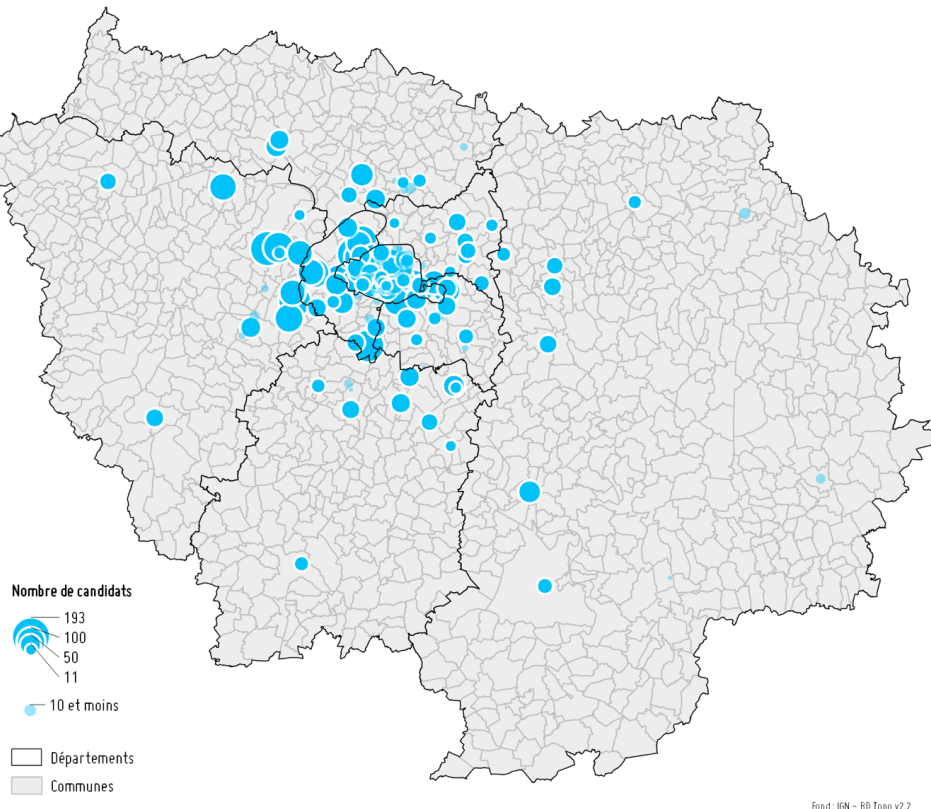 Nombre de candidats
193
100
50
11
10 et moins
Départements
Communes
Fond : IGN - BD Topo v2.2